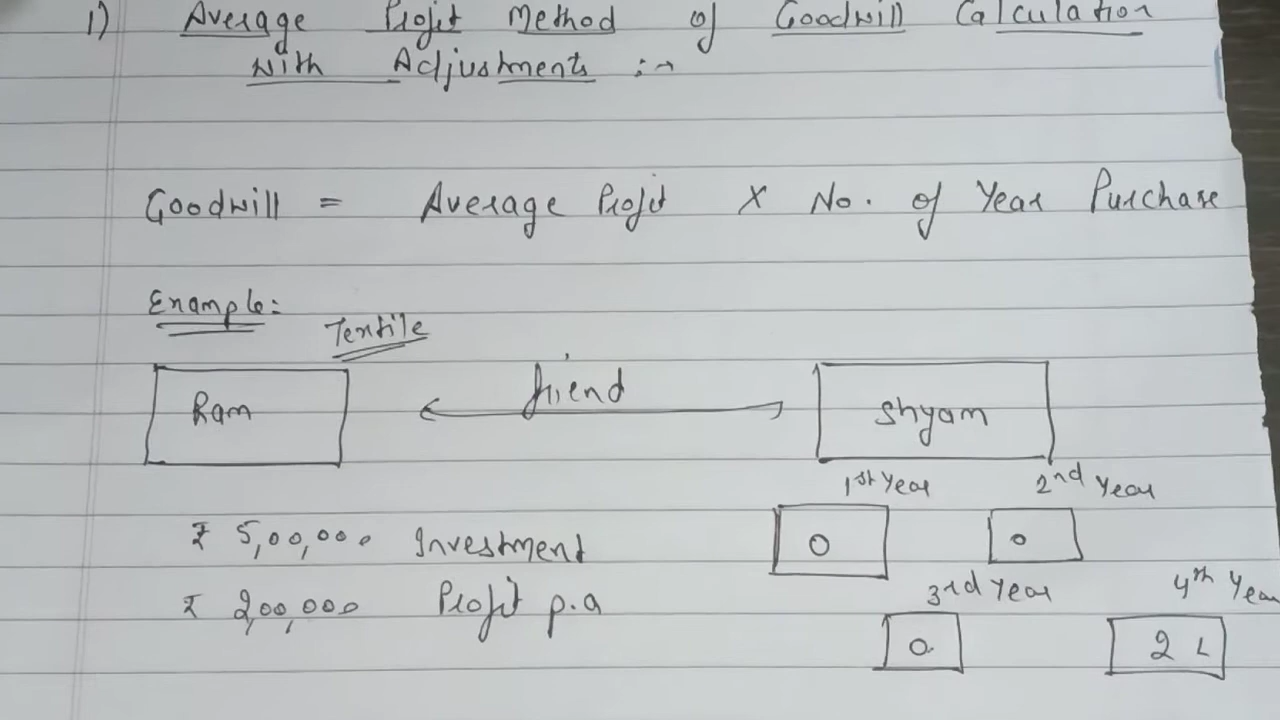 1) Average Profit Method of Goodwill Calculation
with Adjustments :→
Goodwill = Average Profit X No. of Year Purchase
Example:
Textile
Ram friend Shyam
1st Year 2nd Year
₹ 5,00,000 Investment 0 0
3rd Year 4th Year
₹ 2,00,000 Profit p.a 0 2 L